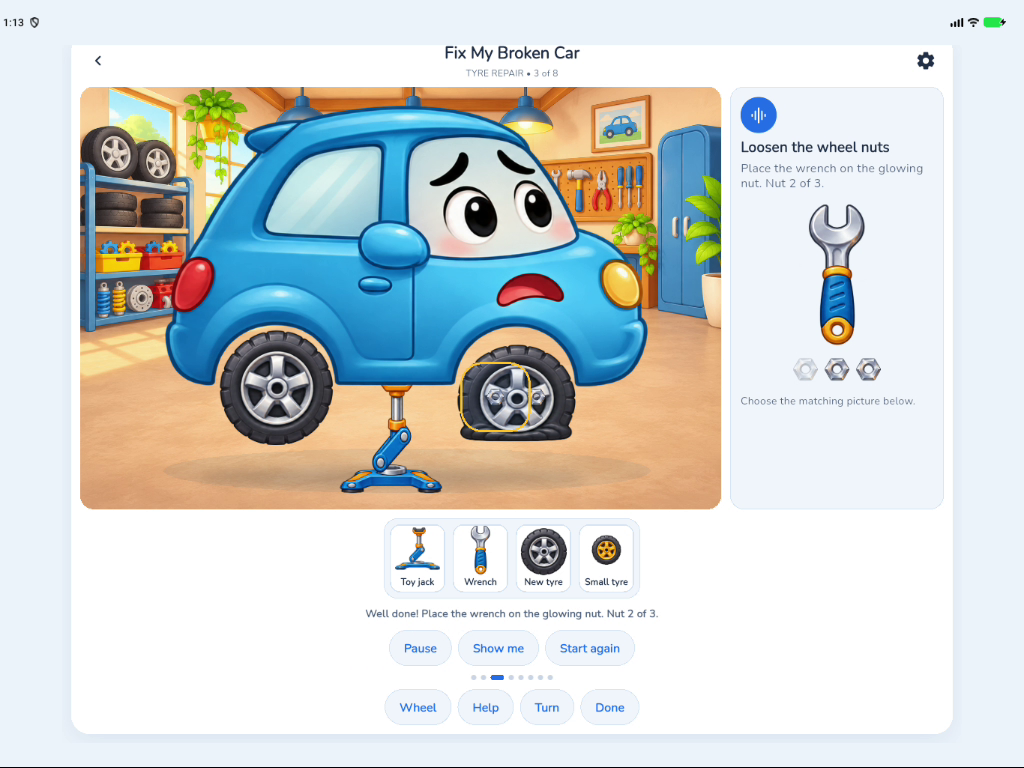 1:13
Fix My Broken Car
TYRE REPAIR • 3 of 8
Loosen the wheel nuts
Place the wrench on the glowing
nut. Nut 2 of 3.
Choose the matching picture below.
Toy jack
Wrench
New tyre
Small tyre
Well done! Place the wrench on the glowing nut. Nut 2 of 3.
Pause
Show me
Start again
Wheel
Help
Turn
Done